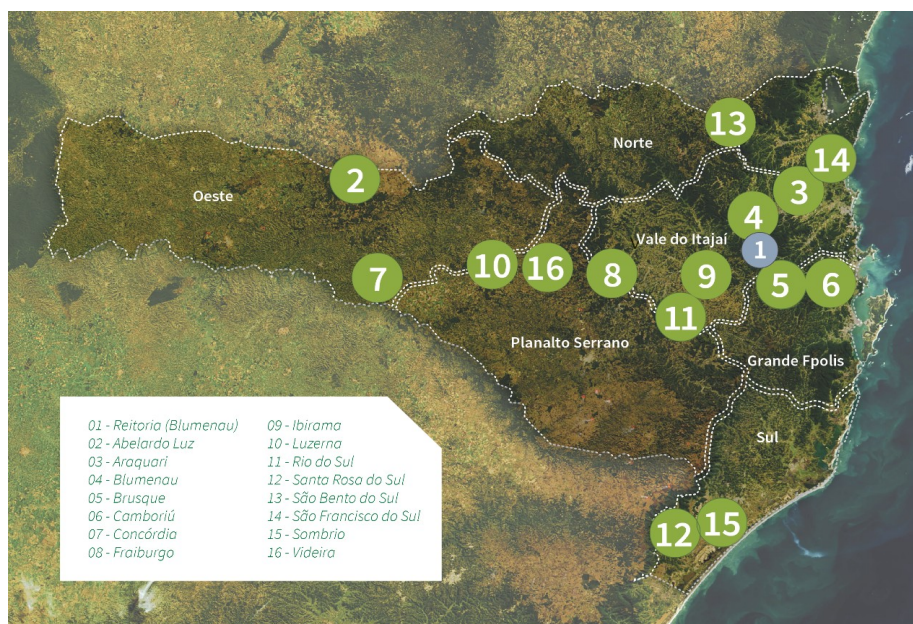 Norte
13
14
2
3
Oeste
4
Vale do Itajaí
1
10
16
8
9
5
6
7
11
Planalto Serrano
Grande Fpolis
Sul
12
15
01 - Reitoria (Blumenau)
02 - Abelardo Luz
03 - Araquari
04 - Blumenau
05 - Brusque
06 - Camboriú
07 - Concórdia
08 - Fraiburgo
09 - Ibirama
10 - Luzerna
11 - Rio do Sul
12 - Santa Rosa do Sul
13 - São Bento do Sul
14 - São Francisco do Sul
15 - Sombrio
16 - Videira